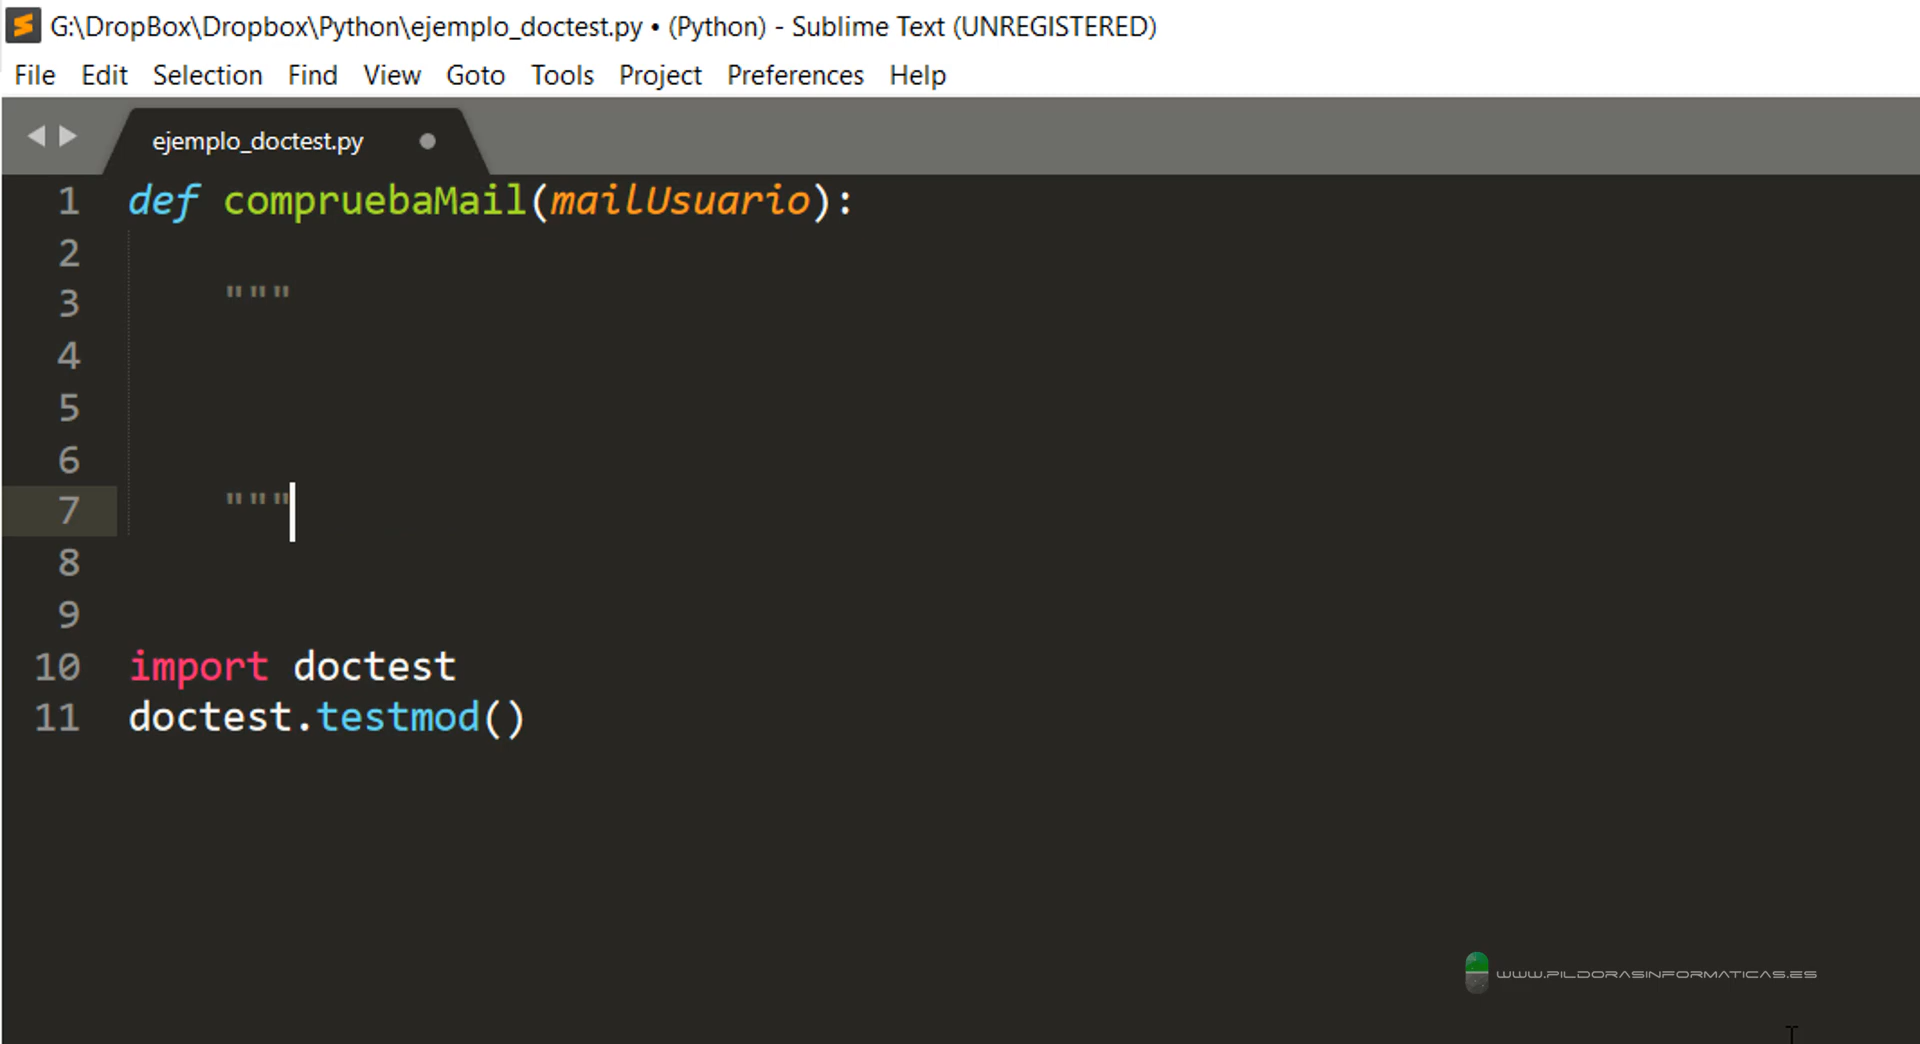 G:\DropBox\Dropbox\Python\ejemplo_doctest.py • (Python) - Sublime Text (UNREGISTERED)
File Edit Selection Find View Goto Tools Project Preferences Help
ejemplo_doctest.py
1 def compruebaMail(mailUsuario):
2
3 """
4
5
6
7 """
8
9
10 import doctest
11 doctest.testmod()
WWW.PILDORASINFORMATICAS.ES